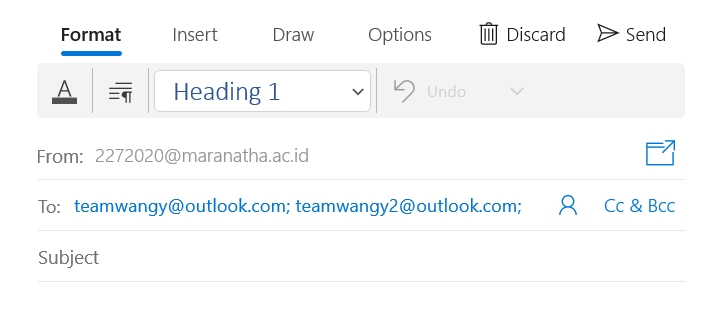 Format Insert Draw Options Discard Send
A Heading 1 Undo
From: 2272020@maranatha.ac.id
To: teamwangy@outlook.com; teamwangy2@outlook.com; Cc & Bcc
Subject